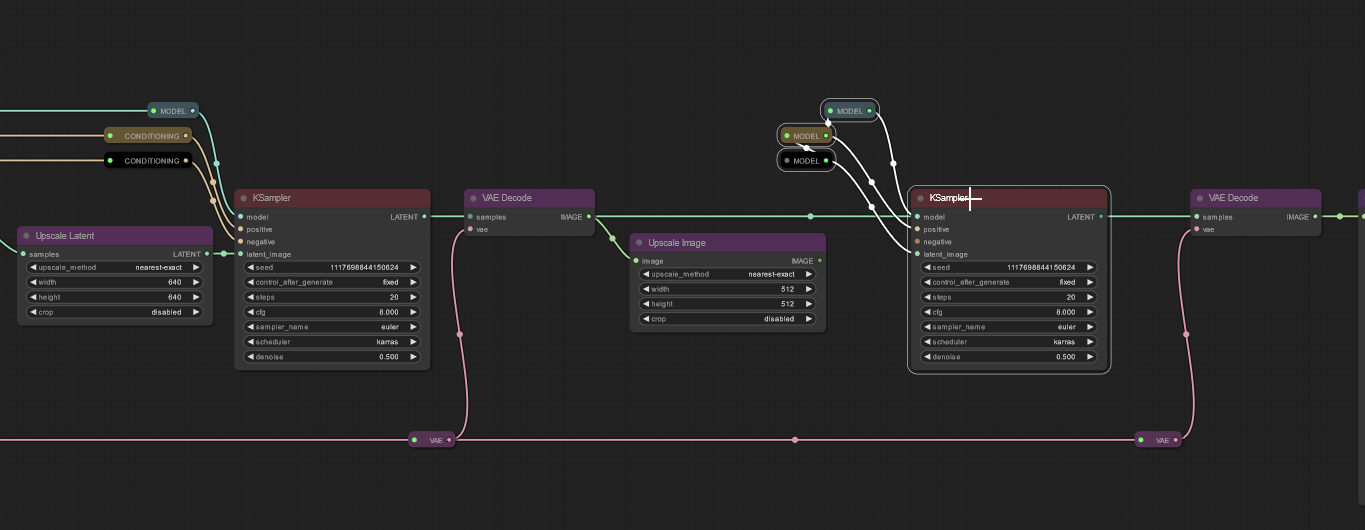 MODEL
CONDITIONING
CONDITIONING
KSampler
model LATENT
positive
negative
latent_image
seed 1117698844150624
control_after_generate fixed
steps 20
cfg 8.000
sampler_name euler
scheduler karras
denoise 0.500
Upscale Latent
samples LATENT
upscale_method nearest-exact
width 640
height 640
crop disabled
VAE Decode
samples IMAGE
vae
VAE
Upscale Image
image IMAGE
upscale_method nearest-exact
width 512
height 512
crop disabled
MODEL
MODEL
MODEL
KSampler
model LATENT
positive
negative
latent_image
seed 1117698844150624
control_after_generate fixed
steps 20
cfg 8.000
sampler_name euler
scheduler karras
denoise 0.500
VAE Decode
samples IMAGE
vae
VAE